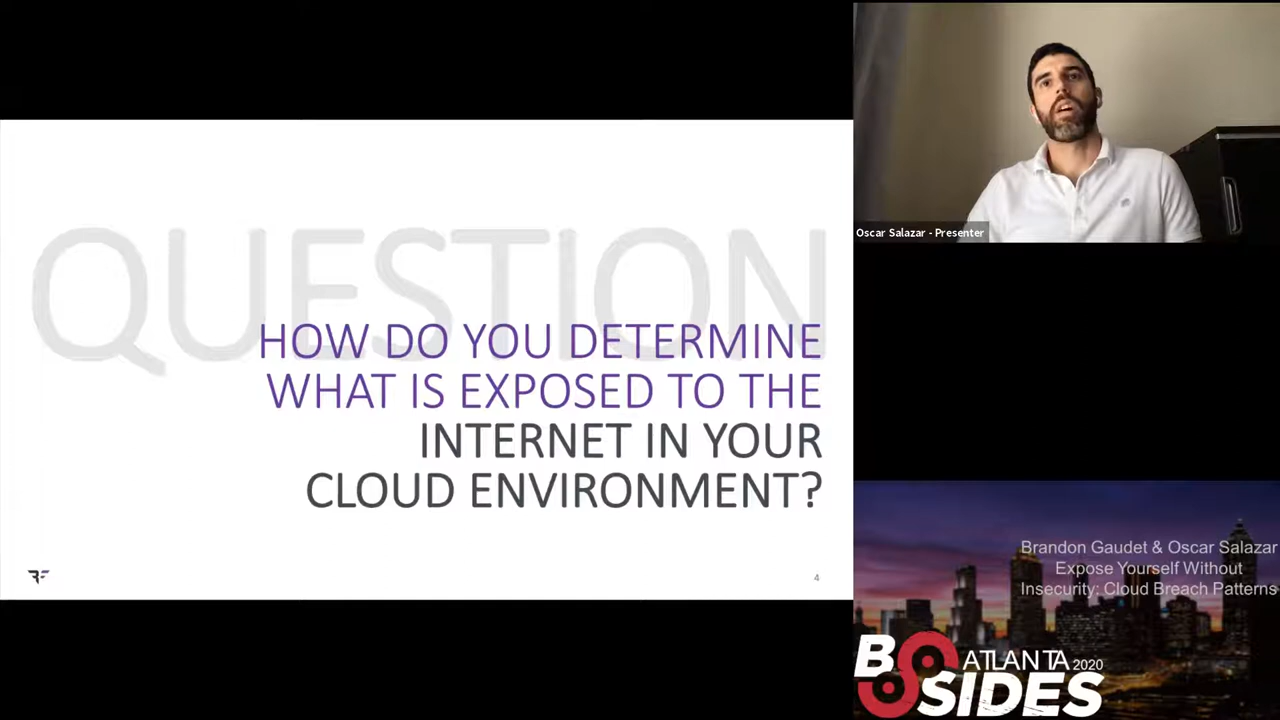 QUESTION
HOW DO YOU DETERMINE
WHAT IS EXPOSED TO THE
INTERNET IN YOUR
CLOUD ENVIRONMENT?
RF
4
Oscar Salazar - Presenter
Brandon Gaudet & Oscar Salazar
Expose Yourself Without
Insecurity: Cloud Breach Patterns
BSIDES
ATLANTA 2020